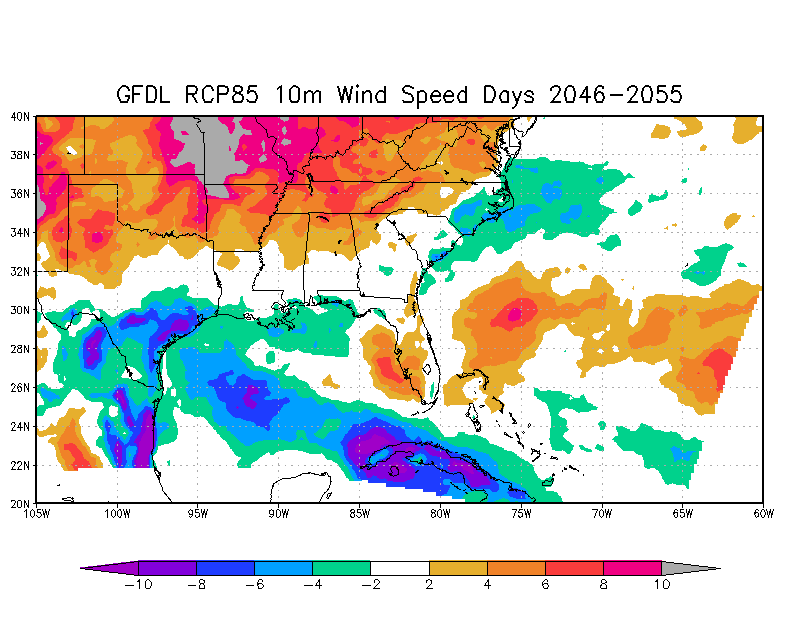 GFDL RCP85 10m Wind Speed Days 2046-2055
40N
38N
36N
34N
32N
30N
28N
26N
24N
22N
20N
105W 100W 95W 90W 85W 80W 75W 70W 65W 60W
-10 -8 -6 -4 -2 2 4 6 8 10